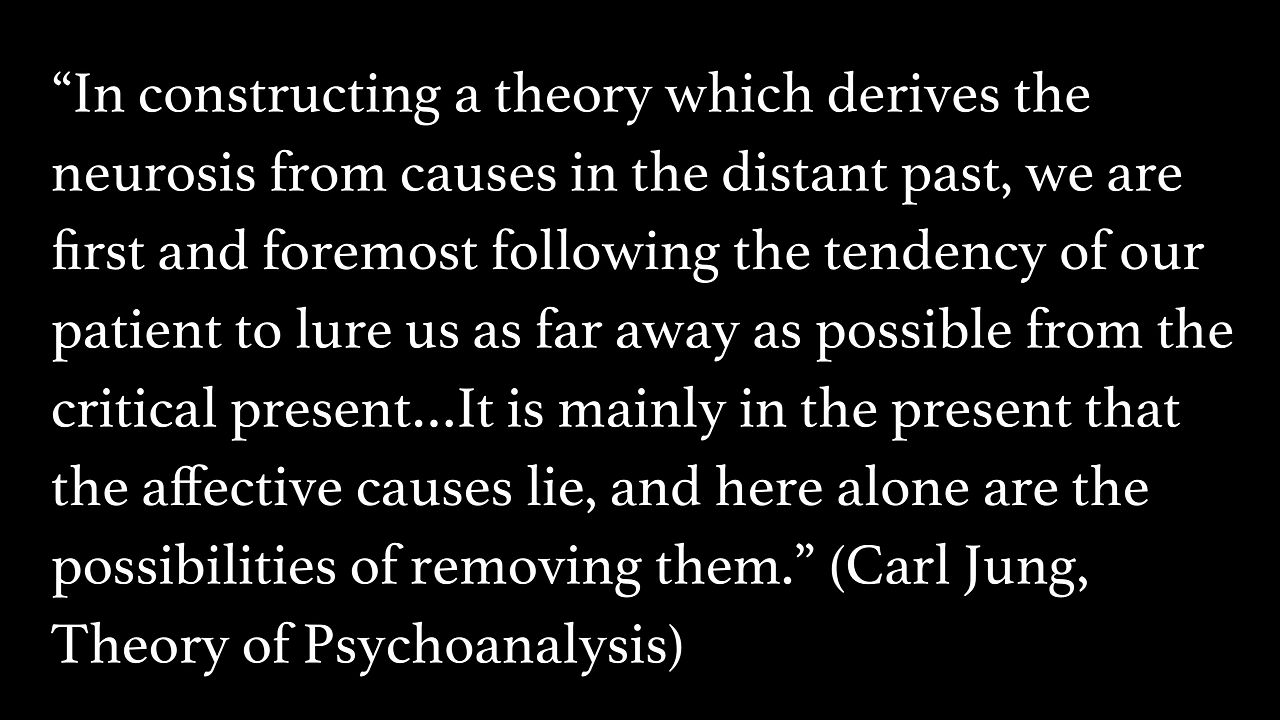 “In constructing a theory which derives the
neurosis from causes in the distant past, we are
first and foremost following the tendency of our
patient to lure us as far away as possible from the
critical present...It is mainly in the present that
the affective causes lie, and here alone are the
possibilities of removing them.” (Carl Jung,
Theory of Psychoanalysis)